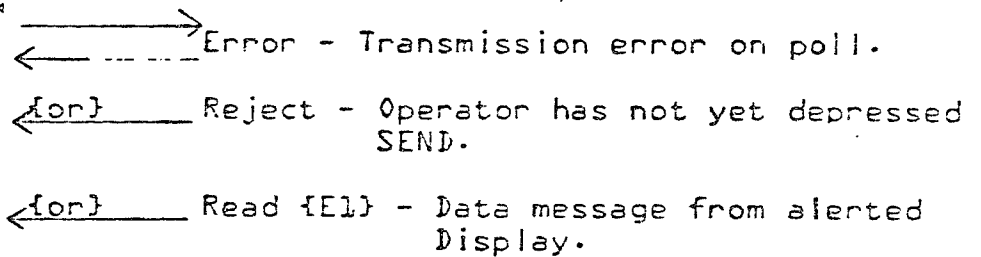 Error - Transmission error on poll.
{or} Reject - Operator has not yet depressed
SEND.
{or} Read {E1} - Data message from alerted
Display.